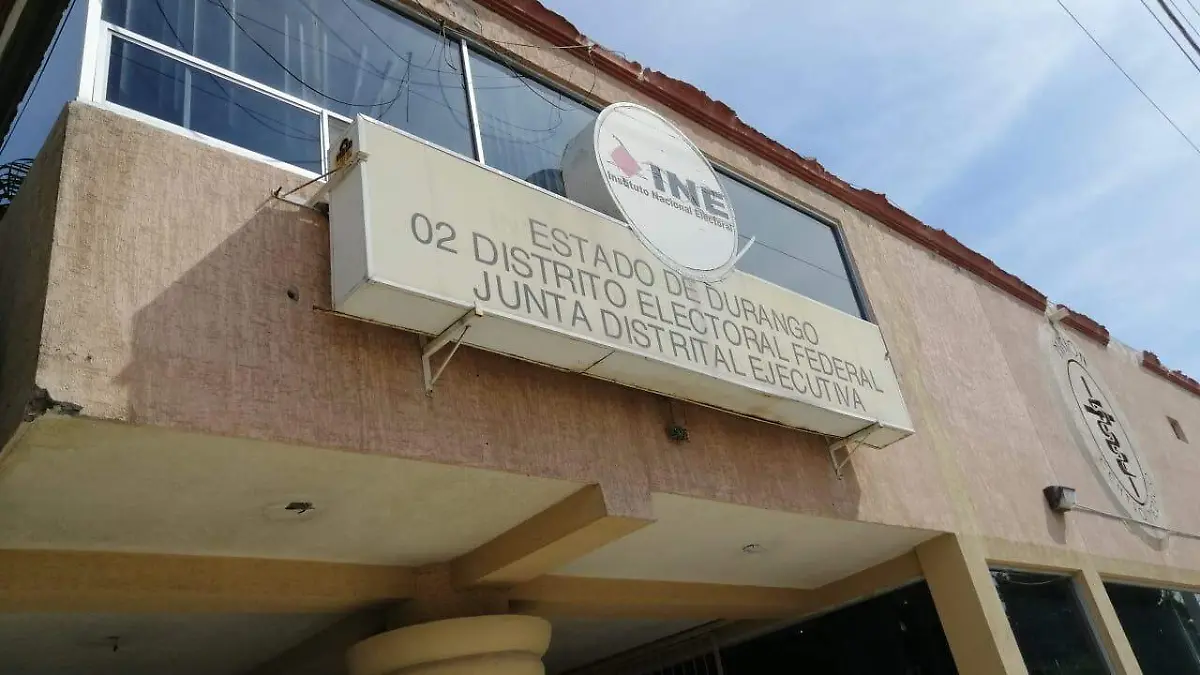 INE
Instituto Nacional Electoral
ESTADO DE DURANGO
02 DISTRITO ELECTORAL FEDERAL
JUNTA DISTRITAL EJECUTIVA